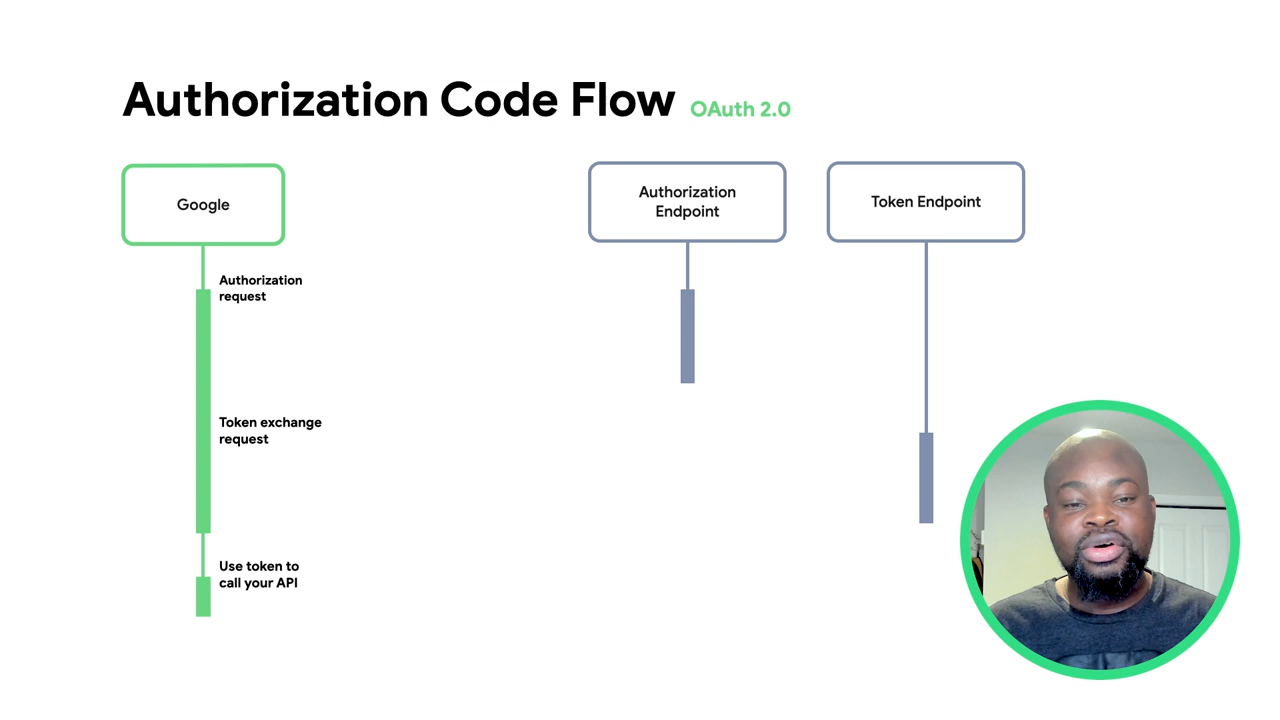 Authorization Code Flow OAuth 2.0
Google
Authorization
Endpoint
Token Endpoint
Authorization
request
Token exchange
request
Use token to
call your API